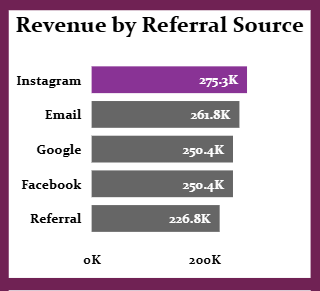 Revenue by Referral Source
Instagram 275.3K
Email 261.8K
Google 250.4K
Facebook 250.4K
Referral 226.8K
0K 200K